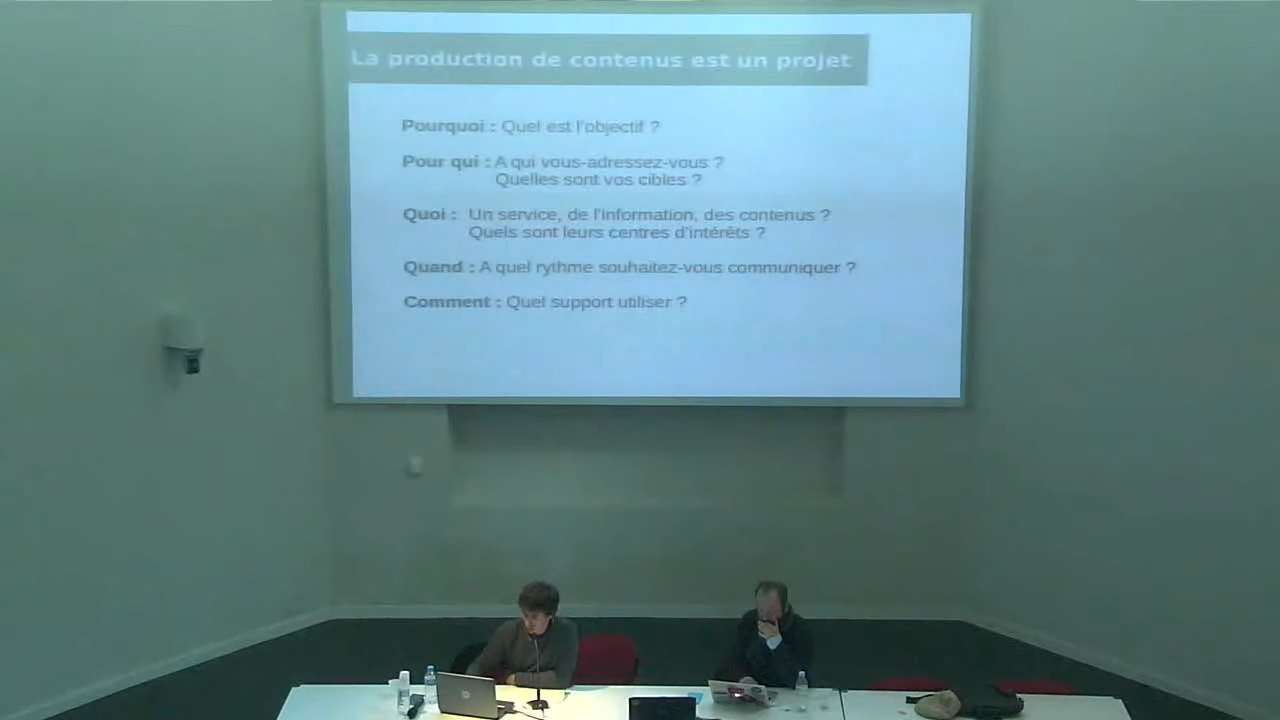 La production de contenus est un projet
Pourquoi : Quel est l'objectif ?
Pour qui : A qui vous-adressez-vous ?
Quelles sont vos cibles ?
Quoi : Un service, de l'information, des contenus ?
Quels sont leurs centres d'intérêts ?
Quand : A quel rythme souhaitez-vous communiquer ?
Comment : Quel support utiliser ?